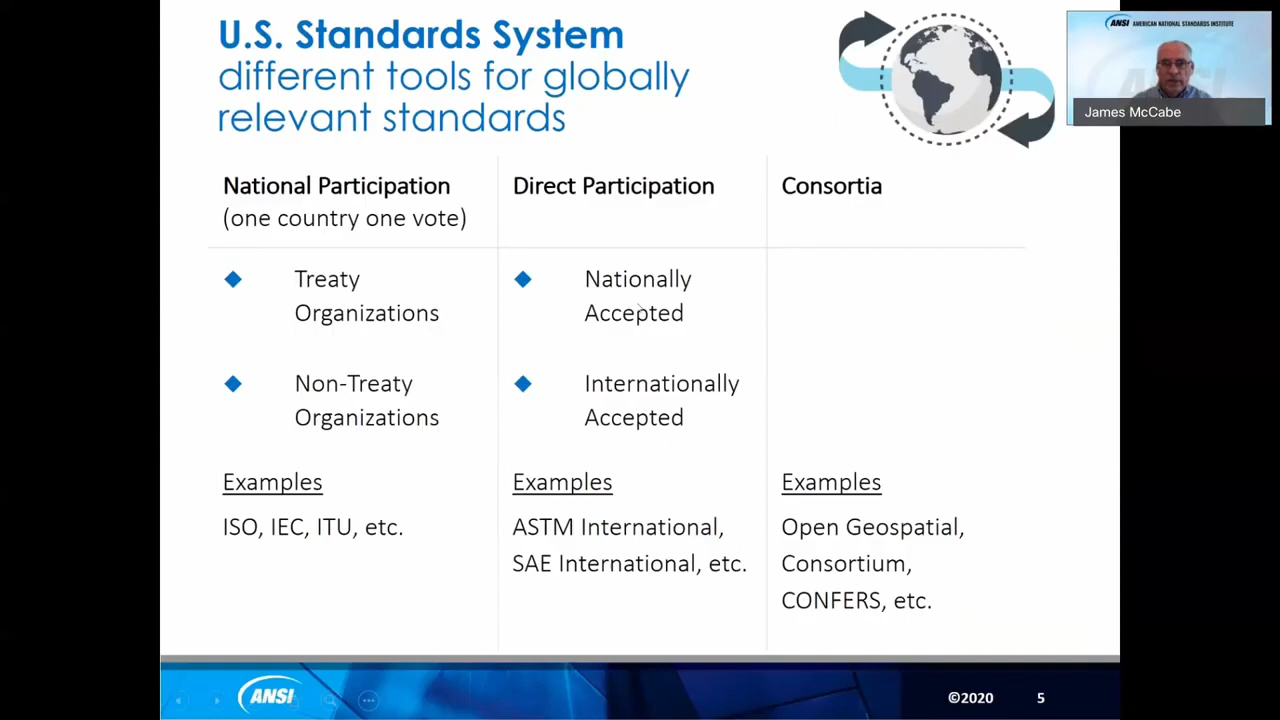 U.S. Standards System
different tools for globally
relevant standards
ANSI AMERICAN NATIONAL STANDARDS INSTITUTE
James McCabe
National Participation
(one country one vote)
Direct Participation
Consortia
Treaty
Organizations
Non-Treaty
Organizations
Nationally
Accepted
Internationally
Accepted
Examples
ISO, IEC, ITU, etc.
Examples
ASTM International,
SAE International, etc.
Examples
Open Geospatial,
Consortium,
CONFERS, etc.
ANSI
©2020
5